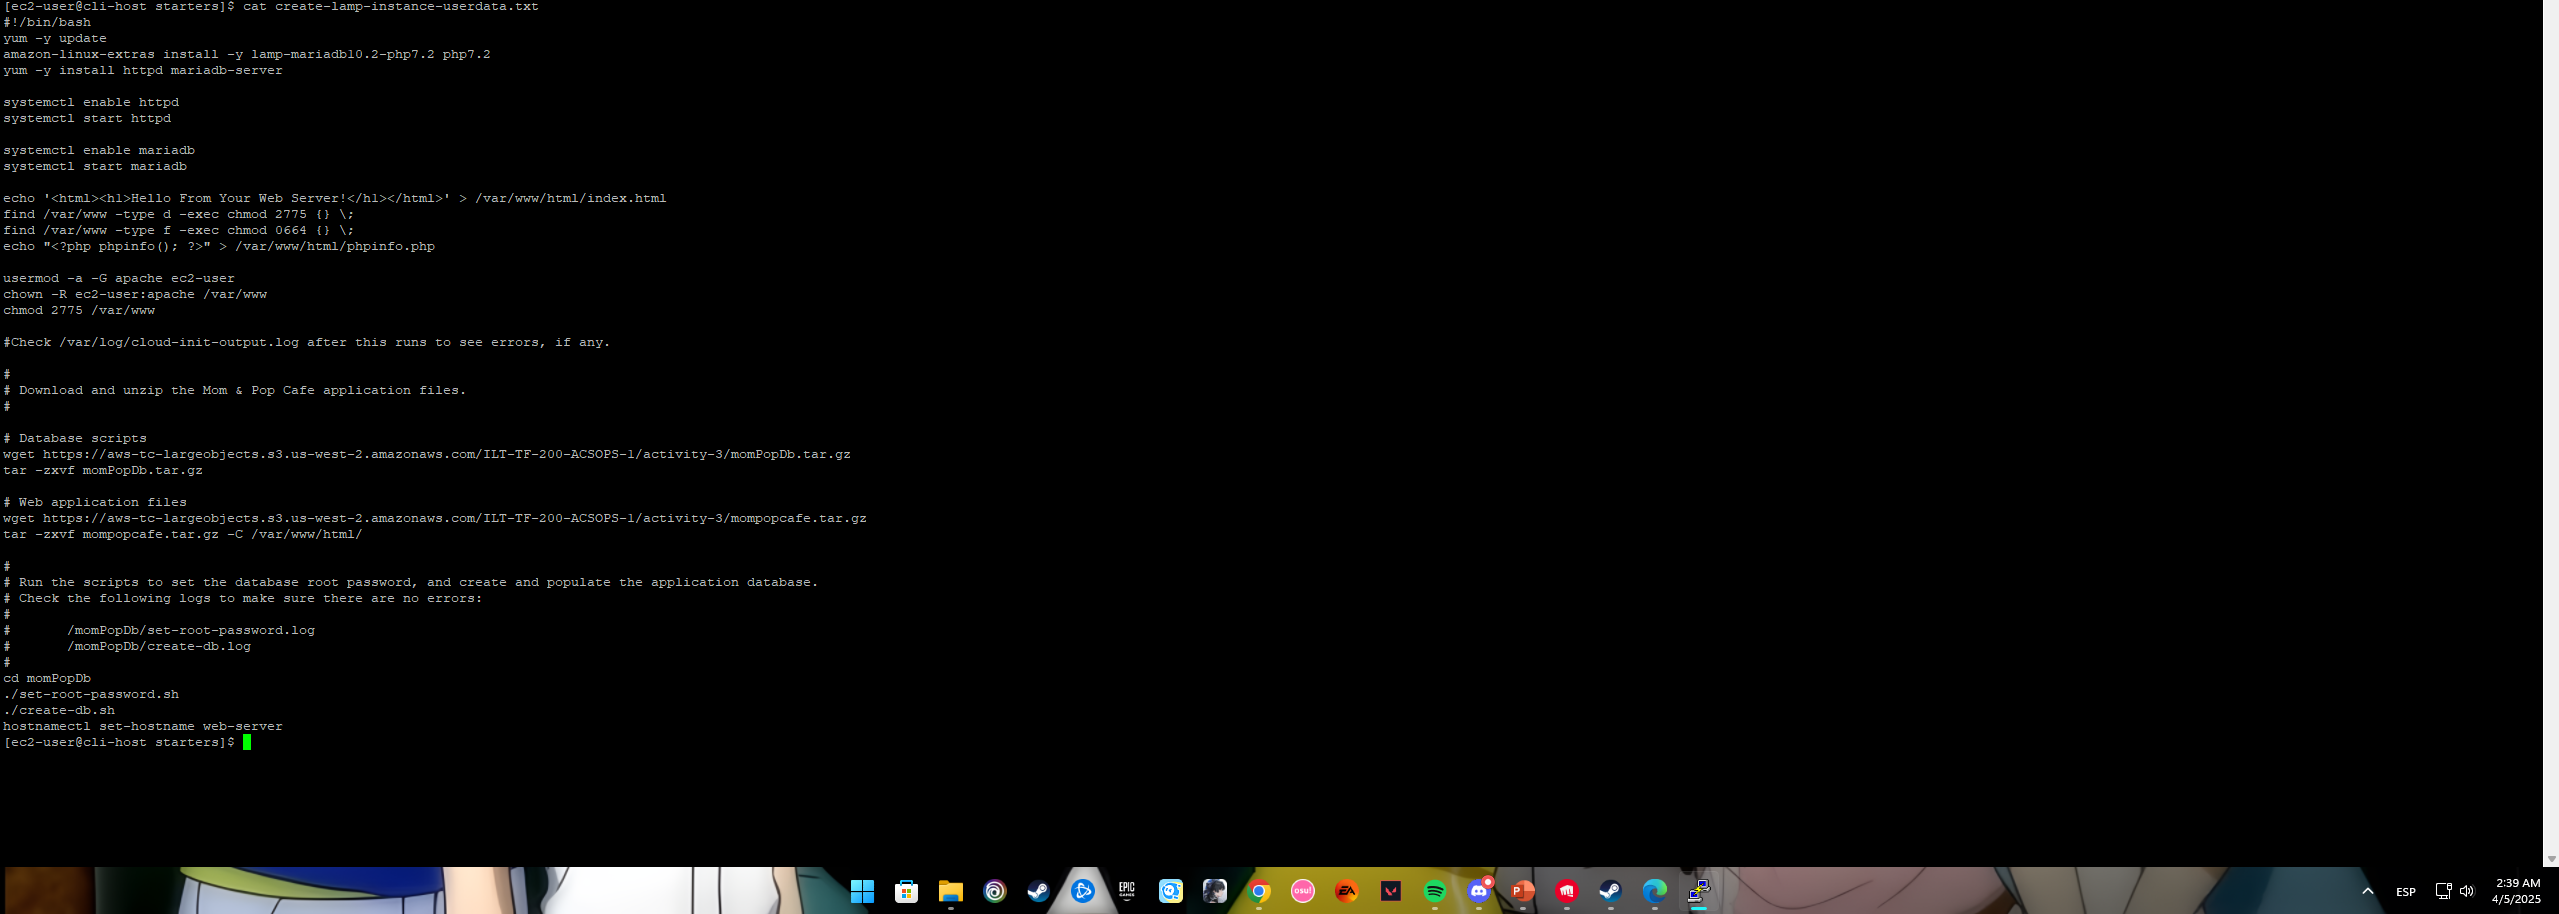 [ec2-user@cli-host starters]$ cat create-lamp-instance-userdata.txt
#!/bin/bash
yum -y update
amazon-linux-extras install -y lamp-mariadb10.2-php7.2 php7.2
yum -y install httpd mariadb-server
systemctl enable httpd
systemctl start httpd
systemctl enable mariadb
systemctl start mariadb
echo '<html><h1>Hello From Your Web Server!</h1></html>' > /var/www/html/index.html
find /var/www -type d -exec chmod 2775 {} \;
find /var/www -type f -exec chmod 0664 {} \;
echo "<?php phpinfo(); ?>" > /var/www/html/phpinfo.php
usermod -a -G apache ec2-user
chown -R ec2-user:apache /var/www
chmod 2775 /var/www
#Check /var/log/cloud-init-output.log after this runs to see errors, if any.
#
# Download and unzip the Mom & Pop Cafe application files.
#
# Database scripts
wget https://aws-tc-largeobjects.s3.us-west-2.amazonaws.com/ILT-TF-200-ACSOPS-1/activity-3/momPopDb.tar.gz
tar -zxvf momPopDb.tar.gz
# Web application files
wget https://aws-tc-largeobjects.s3.us-west-2.amazonaws.com/ILT-TF-200-ACSOPS-1/activity-3/mompopcafe.tar.gz
tar -zxvf mompopcafe.tar.gz -C /var/www/html/
#
# Run the scripts to set the database root password, and create and populate the application database.
# Check the following logs to make sure there are no errors:
#
#       /momPopDb/set-root-password.log
#       /momPopDb/create-db.log
#
cd momPopDb
./set-root-password.sh
./create-db.sh
hostnamectl set-hostname web-server
[ec2-user@cli-host starters]$
EPIC
GAMES
osu!
EA
P
ESP
2:39 AM
4/5/2025